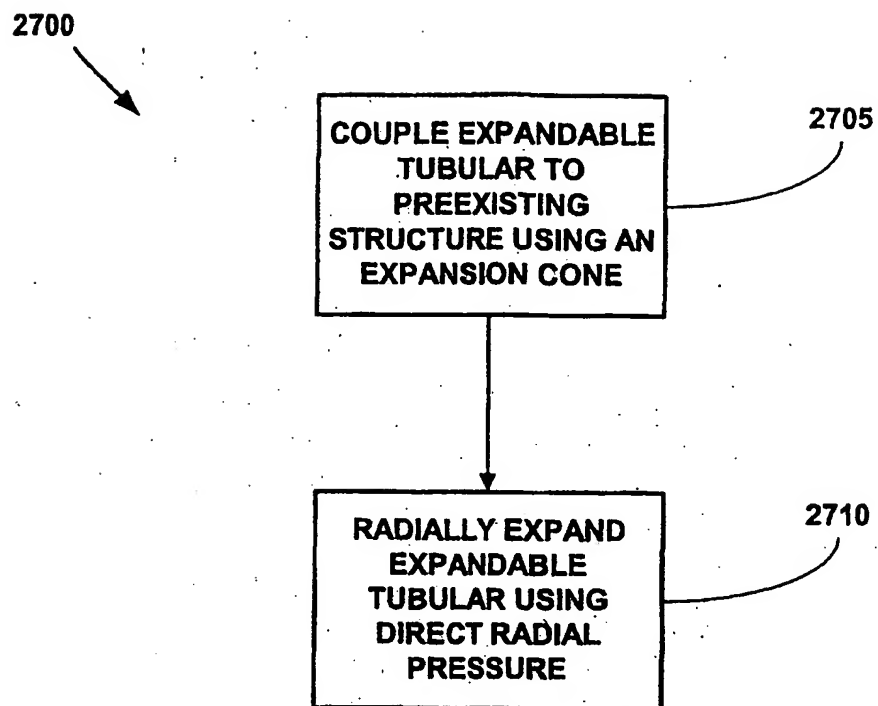 2700
COUPLE EXPANDABLE
TUBULAR TO
PREEXISTING
STRUCTURE USING AN
EXPANSION CONE
2705
RADIALLY EXPAND
EXPANDABLE
TUBULAR USING
DIRECT RADIAL
PRESSURE
2710